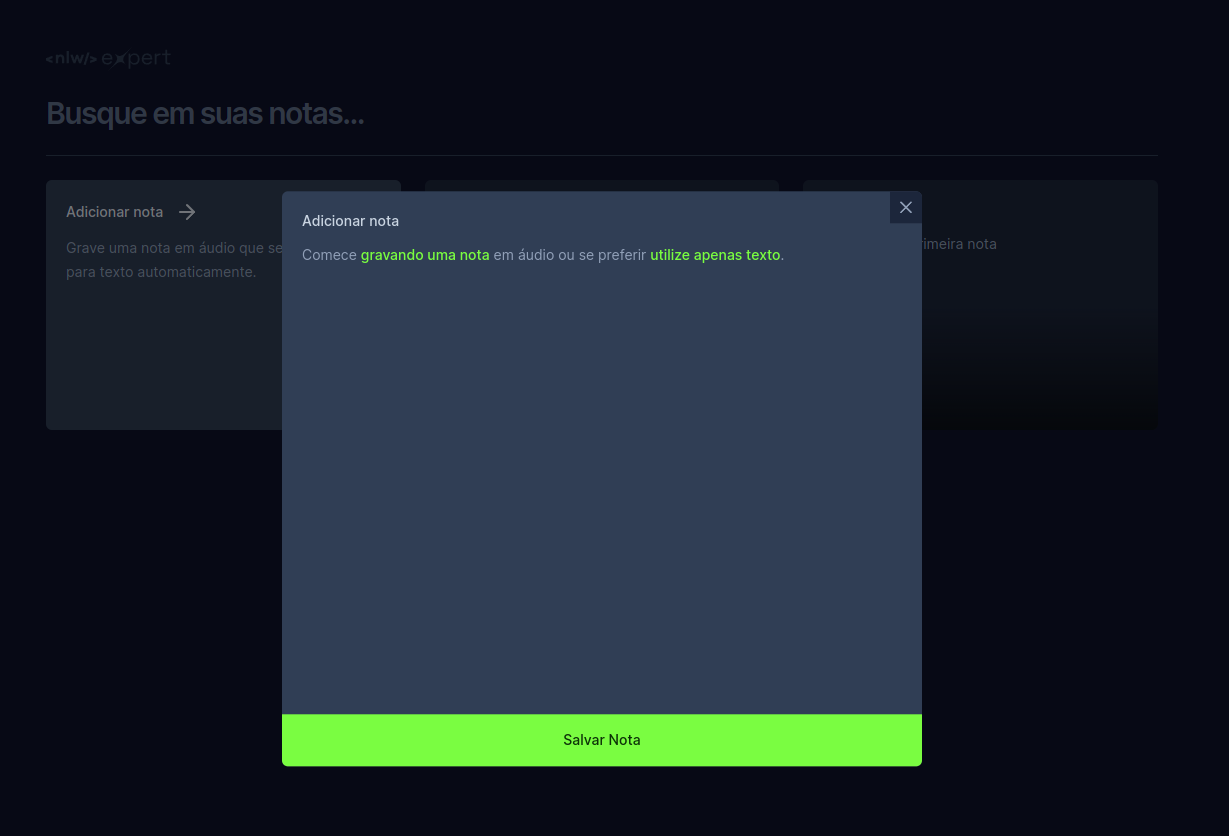 <nlw/> expert
Busque em suas notas...
Adicionar nota
Grave uma nota em áudio que se
para texto automaticamente.
nota
Adicionar nota
Comece gravando uma nota em áudio ou se preferir utilize apenas texto.
Salvar Nota